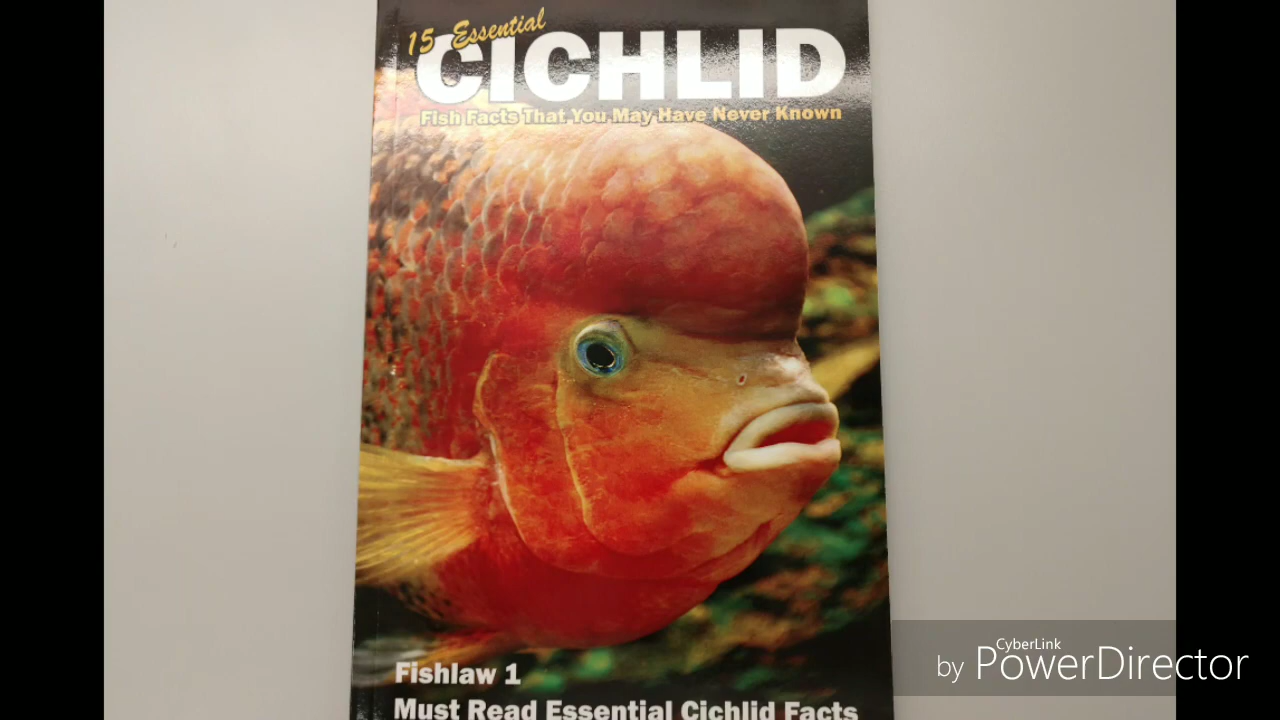 15 Essential
CICHLID
Fish Facts That You May Have Never Known
Fishlaw 1
Must Read Essential Cichlid Facts
CyberLink
by PowerDirector